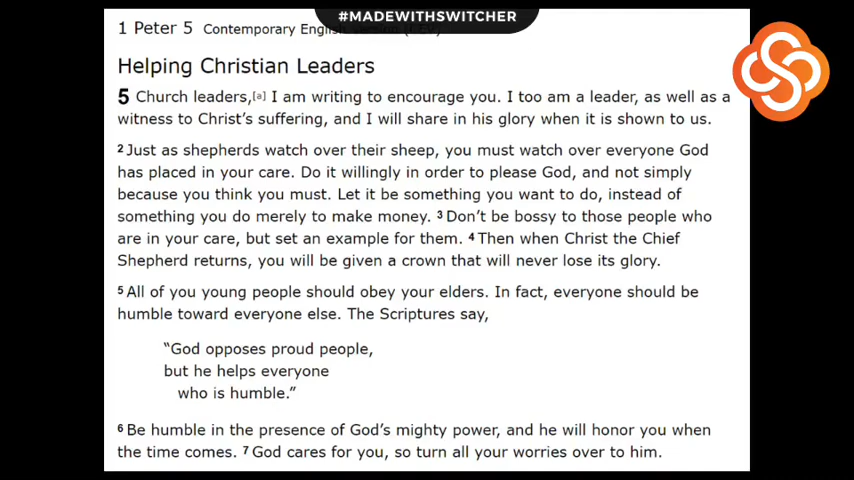 #MADEWITHSWITCHER
1 Peter 5 Contemporary English Version (CEV)
Helping Christian Leaders
5 Church leaders,[a] I am writing to encourage you. I too am a leader, as well as a
witness to Christ's suffering, and I will share in his glory when it is shown to us.
2 Just as shepherds watch over their sheep, you must watch over everyone God
has placed in your care. Do it willingly in order to please God, and not simply
because you think you must. Let it be something you want to do, instead of
something you do merely to make money. 3 Don't be bossy to those people who
are in your care, but set an example for them. 4 Then when Christ the Chief
Shepherd returns, you will be given a crown that will never lose its glory.
5 All of you young people should obey your elders. In fact, everyone should be
humble toward everyone else. The Scriptures say,
“God opposes proud people,
but he helps everyone
who is humble.”
6 Be humble in the presence of God's mighty power, and he will honor you when
the time comes. 7 God cares for you, so turn all your worries over to him.